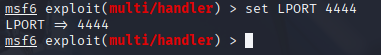 msf6 exploit(multi/handler) > set LPORT 4444
LPORT => 4444
msf6 exploit(multi/handler) >